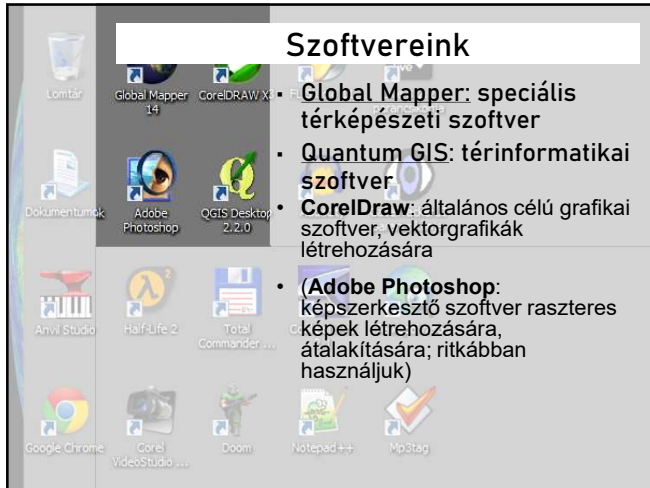 Szoftvereink
Global Mapper: speciális
térképészeti szoftver
Quantum GIS: térinformatikai
szoftver
CorelDraw: általános célú grafikai
szoftver, vektorgrafikák
létrehozására
(Adobe Photoshop:
képszerkesztő szoftver raszteres
képek létrehozására,
átalakítására; ritkábban
használjuk)
Lomtár
Global Mapper
14
CorelDRAW X3
Dokumentumok
Adobe
Photoshop
QGIS Desktop
2.2.0
Anvil Studio
Half-Life 2
Total
Commander ...
Google Chrome
Corel
VideoStudio ...
Doom
Notepad++
Mp3tag